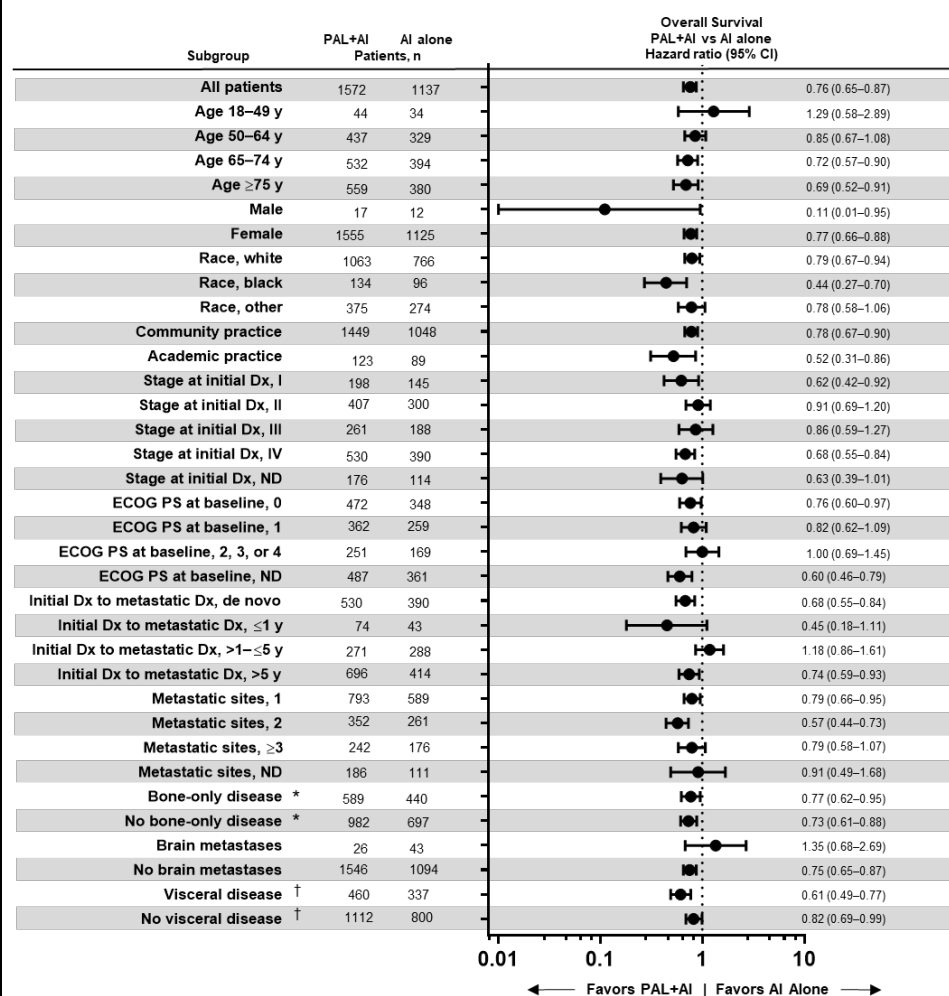 Overall Survival
PAL+AI AI alone PAL+AI vs AI alone
Subgroup Patients, n Hazard ratio (95% CI)
All patients 1572 1137 0.76 (0.65–0.87)
Age 18–49 y 44 34 1.29 (0.58–2.89)
Age 50–64 y 437 329 0.85 (0.67–1.08)
Age 65–74 y 532 394 0.72 (0.57–0.90)
Age ≥75 y 559 380 0.69 (0.52–0.91)
Male 17 12 0.11 (0.01–0.95)
Female 1555 1125 0.77 (0.66–0.88)
Race, white 1063 766 0.79 (0.67–0.94)
Race, black 134 96 0.44 (0.27–0.70)
Race, other 375 274 0.78 (0.58–1.06)
Community practice 1449 1048 0.78 (0.67–0.90)
Academic practice 123 89 0.52 (0.31–0.86)
Stage at initial Dx, I 198 145 0.62 (0.42–0.92)
Stage at initial Dx, II 407 300 0.91 (0.69–1.20)
Stage at initial Dx, III 261 188 0.86 (0.59–1.27)
Stage at initial Dx, IV 530 390 0.68 (0.55–0.84)
Stage at initial Dx, ND 176 114 0.63 (0.39–1.01)
ECOG PS at baseline, 0 472 348 0.76 (0.60–0.97)
ECOG PS at baseline, 1 362 259 0.82 (0.62–1.09)
ECOG PS at baseline, 2, 3, or 4 251 169 1.00 (0.69–1.45)
ECOG PS at baseline, ND 487 361 0.60 (0.46–0.79)
Initial Dx to metastatic Dx, de novo 530 390 0.68 (0.55–0.84)
Initial Dx to metastatic Dx, ≤1 y 74 43 0.45 (0.18–1.11)
Initial Dx to metastatic Dx, >1–≤5 y 271 288 1.18 (0.86–1.61)
Initial Dx to metastatic Dx, >5 y 696 414 0.74 (0.59–0.93)
Metastatic sites, 1 793 589 0.79 (0.66–0.95)
Metastatic sites, 2 352 261 0.57 (0.44–0.73)
Metastatic sites, ≥3 242 176 0.79 (0.58–1.07)
Metastatic sites, ND 186 111 0.91 (0.49–1.68)
Bone-only disease * 589 440 0.77 (0.62–0.95)
No bone-only disease * 982 697 0.73 (0.61–0.88)
Brain metastases 26 43 1.35 (0.68–2.69)
No brain metastases 1546 1094 0.75 (0.65–0.87)
Visceral disease † 460 337 0.61 (0.49–0.77)
No visceral disease † 1112 800 0.82 (0.69–0.99)
0.01 0.1 1 10
Favors PAL+AI | Favors AI Alone